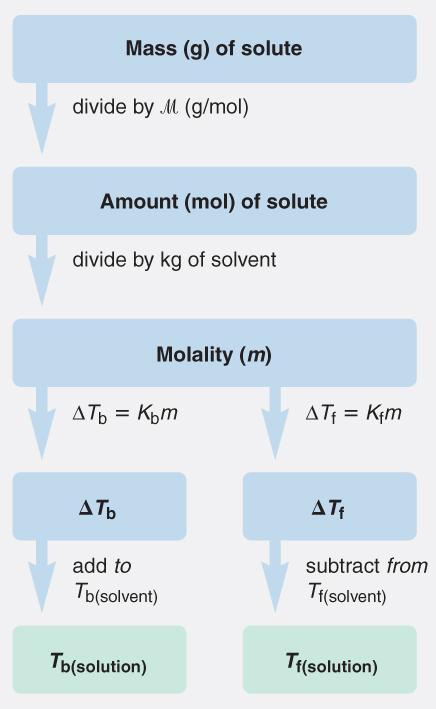 Mass (g) of solute
divide by ℳ (g/mol)
Amount (mol) of solute
divide by kg of solvent
Molality (m)
ΔTb = Kbm
ΔTf = Kfm
ΔTb
ΔTf
add to
Tb(solvent)
subtract from
Tf(solvent)
Tb(solution)
Tf(solution)